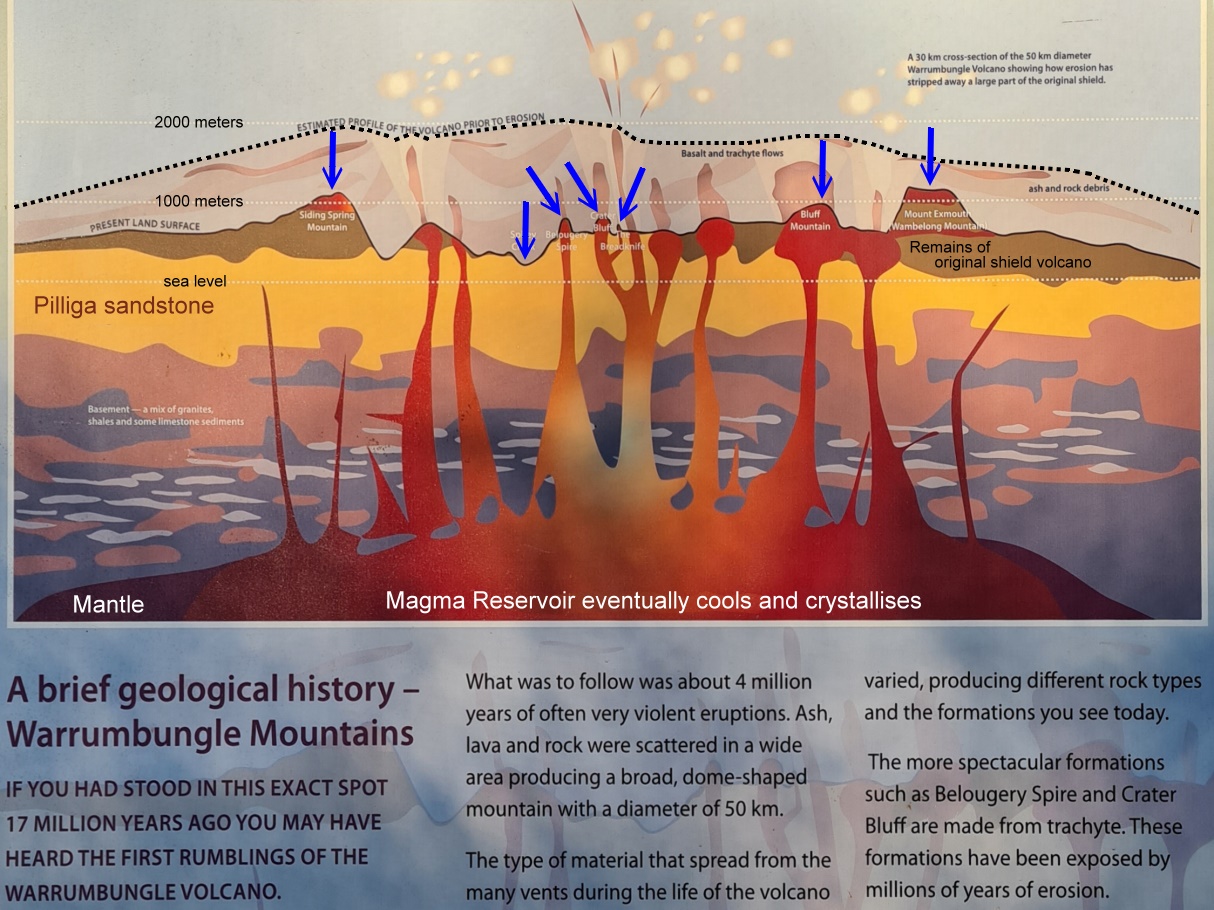 A 30 km cross-section of the 50 km diameter
Warrumbungle Volcano showing how erosion has
stripped away a large part of the original shield.
2000 meters
ESTIMATED PROFILE OF THE VOLCANO PRIOR TO EROSION
Basalt and trachyte flows
ash and rock debris
1000 meters
PRESENT LAND SURFACE
Siding Spring
Mountain
Belougery
Spire
Crater
Bluff
The
Breadknife
Bluff
Mountain
Mount Exmouth
Wambelong Mountain
Remains of
original shield volcano
sea level
Pilliga sandstone
Basement — a mix of granites,
shales and some limestone sediments
Mantle
Magma Reservoir eventually cools and crystallises
A brief geological history –
Warrumbungle Mountains
IF YOU HAD STOOD IN THIS EXACT SPOT
17 MILLION YEARS AGO YOU MAY HAVE
HEARD THE FIRST RUMBLINGS OF THE
WARRUMBUNGLE VOLCANO.
What was to follow was about 4 million
years of often very violent eruptions. Ash,
lava and rock were scattered in a wide
area producing a broad, dome-shaped
mountain with a diameter of 50 km.
The type of material that spread from the
many vents during the life of the volcano
varied, producing different rock types
and the formations you see today.
The more spectacular formations
such as Belougery Spire and Crater
Bluff are made from trachyte. These
formations have been exposed by
millions of years of erosion.